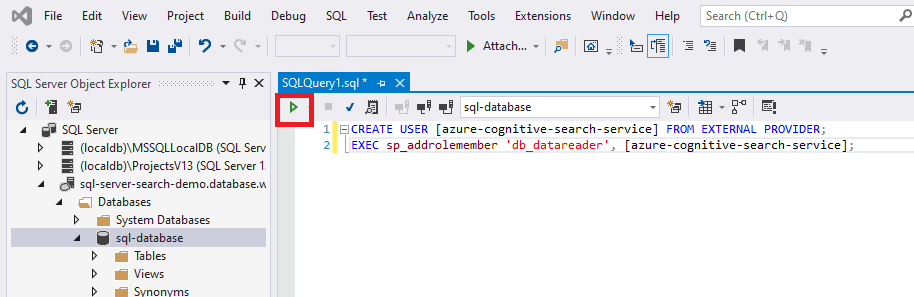 File Edit View Project Build Debug SQL Test Analyze Tools Extensions Window Help Search (Ctrl+Q)
Attach...
SQL Server Object Explorer
SQL Server
(localdb)\MSSQLLocalDB (SQL Serve
(localdb)\ProjectsV13 (SQL Server 1
sql-server-search-demo.database.w
Databases
System Databases
sql-database
Tables
Views
Synonyms
SQLQuery1.sql *
sql-database
1 CREATE USER [azure-cognitive-search-service] FROM EXTERNAL PROVIDER;
2 EXEC sp_addrolemember 'db_datareader', [azure-cognitive-search-service];